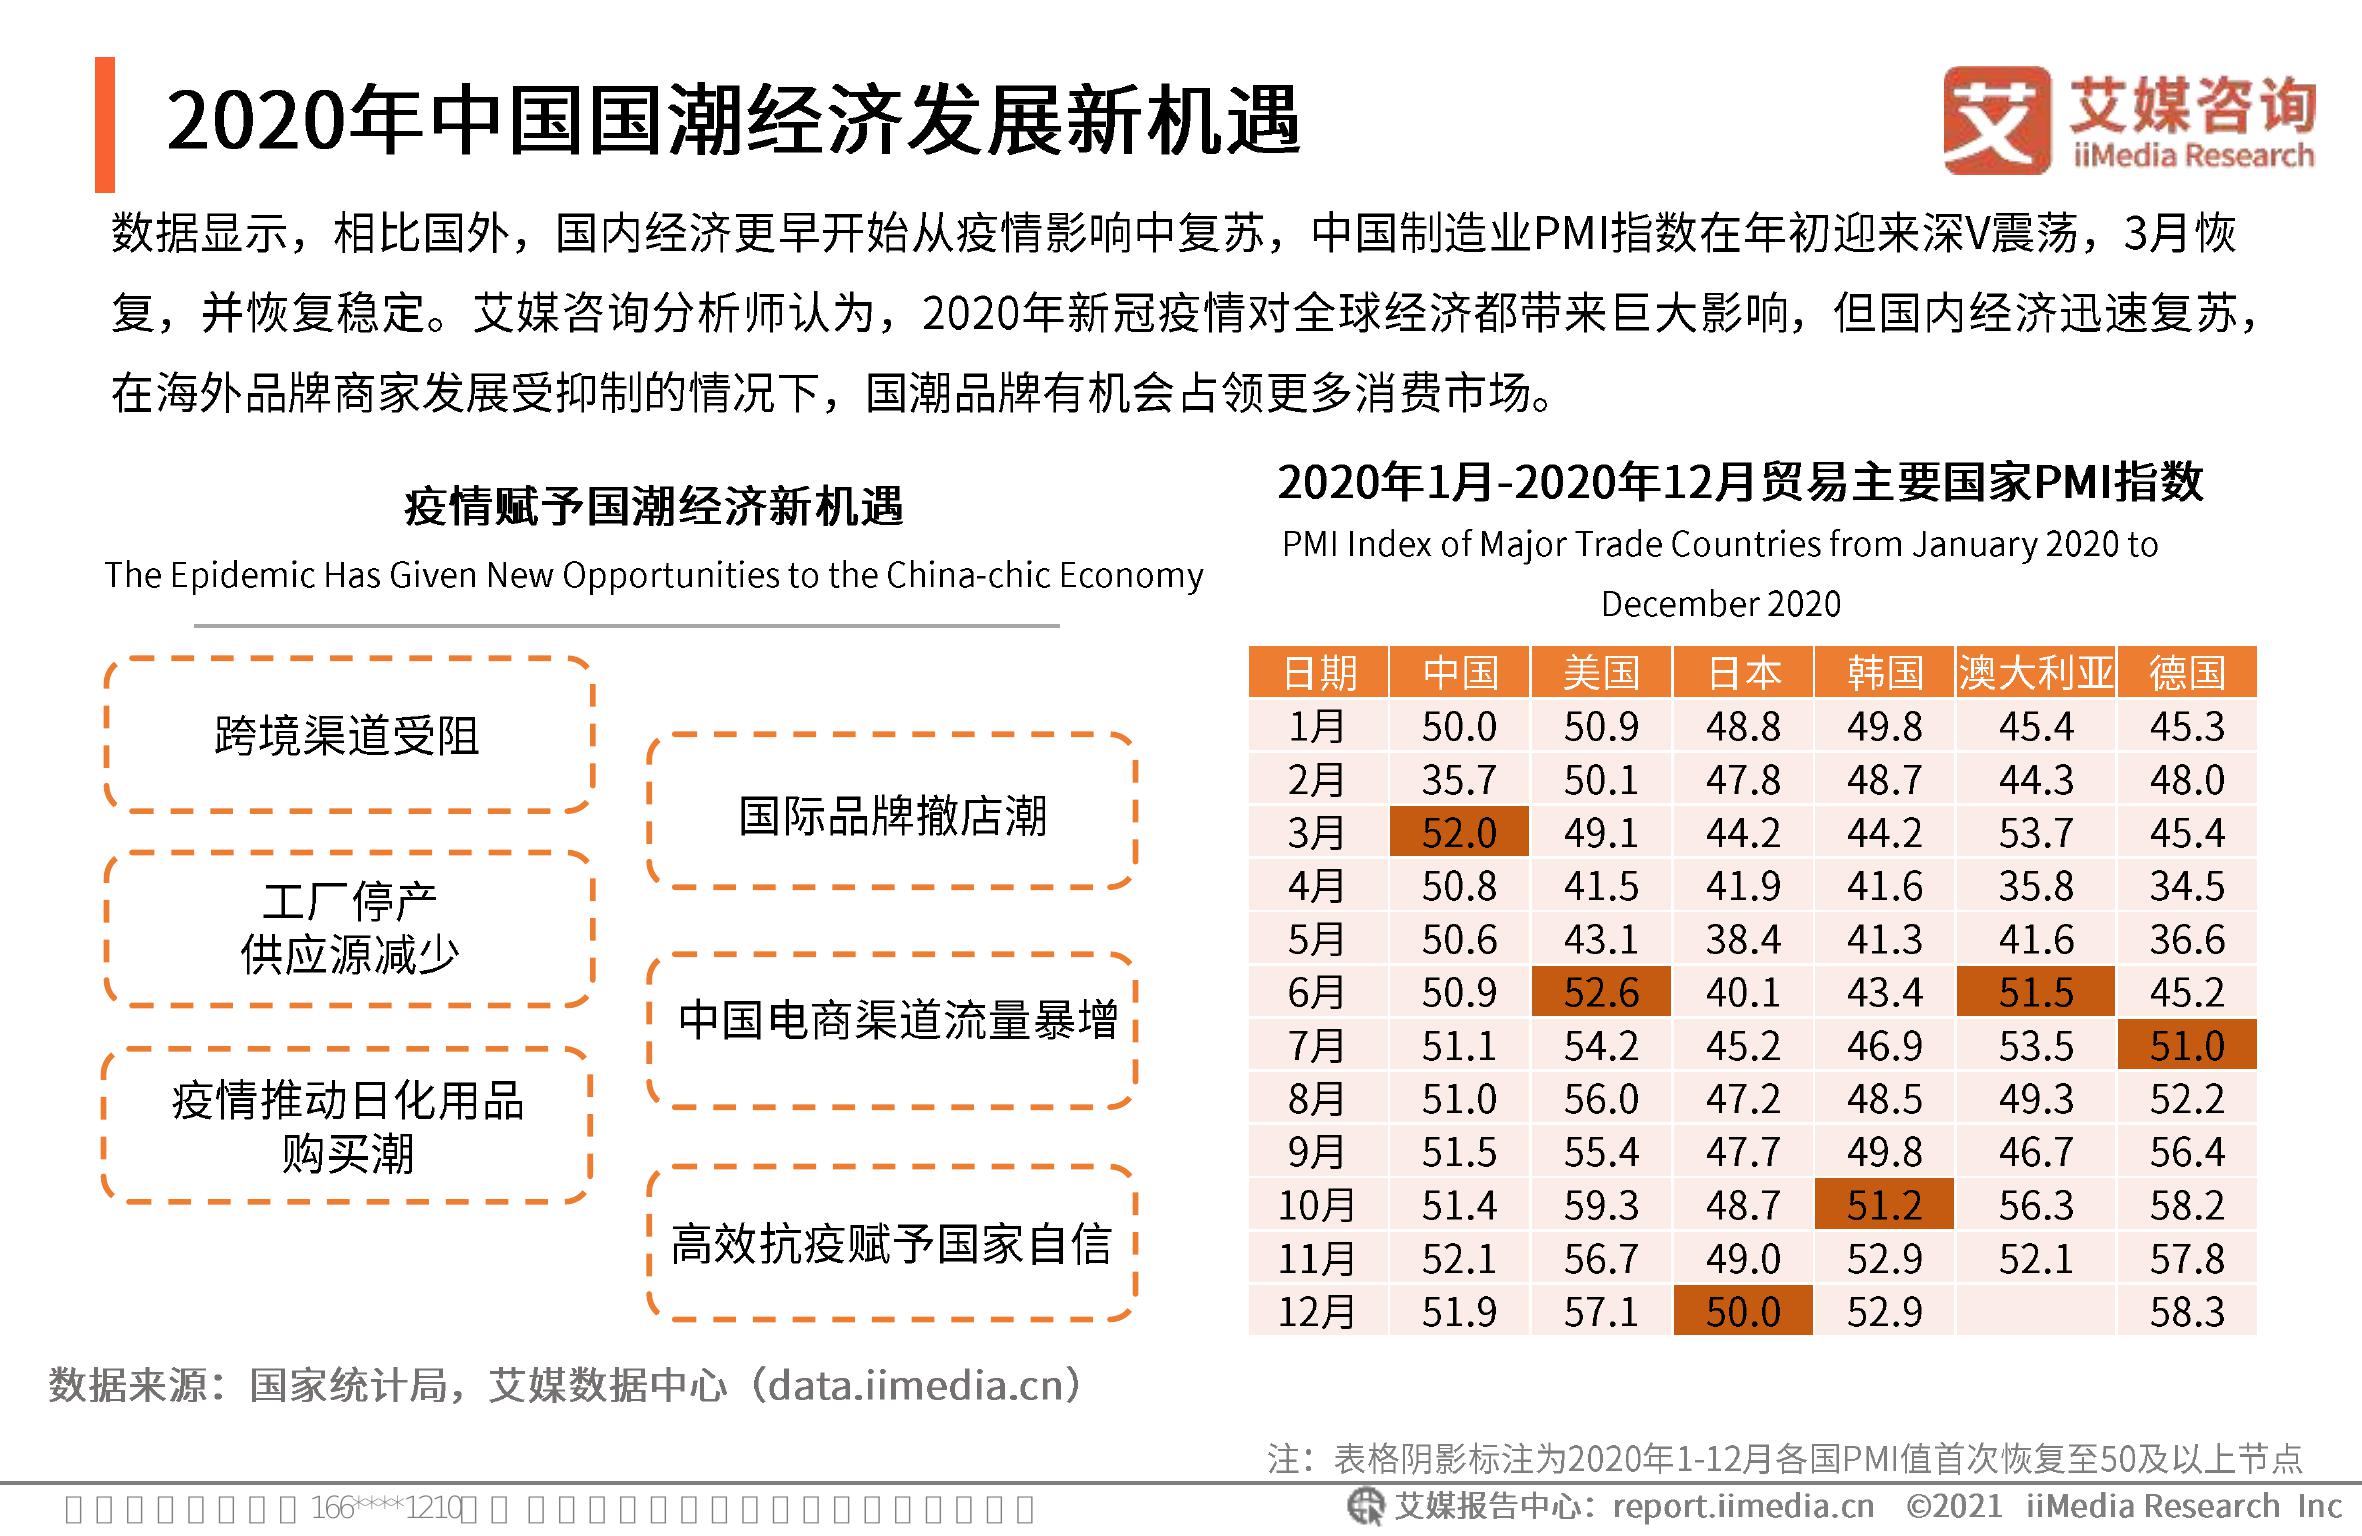 2020年中国国潮经济发展新机遇
艾
艾媒咨询
iiMedia Research
数据显示，相比国外，国内经济更早开始从疫情影响中复苏，中国制造业PMI指数在年初迎来深V震荡，3月恢
复，并恢复稳定。艾媒咨询分析师认为，2020年新冠疫情对全球经济都带来巨大影响，但国内经济迅速复苏，
在海外品牌商家发展受抑制的情况下，国潮品牌有机会占领更多消费市场。
疫情赋予国潮经济新机遇
The Epidemic Has Given New Opportunities to the China-chic Economy
跨境渠道受阻
国际品牌撤店潮
工厂停产
供应源减少
中国电商渠道流量暴增
疫情推动日化用品
购买潮
高效抗疫赋予国家自信
2020年1月-2020年12月贸易主要国家PMI指数
PMI Index of Major Trade Countries from January 2020 to
December 2020
日期 中国 美国 日本 韩国 澳大利亚 德国
1月 50.0 50.9 48.8 49.8 45.4 45.3
2月 35.7 50.1 47.8 48.7 44.3 48.0
3月 52.0 49.1 44.2 44.2 53.7 45.4
4月 50.8 41.5 41.9 41.6 35.8 34.5
5月 50.6 43.1 38.4 41.3 41.6 36.6
6月 50.9 52.6 40.1 43.4 51.5 45.2
7月 51.1 54.2 45.2 46.9 53.5 51.0
8月 51.0 56.0 47.2 48.5 49.3 52.2
9月 51.5 55.4 47.7 49.8 46.7 56.4
10月 51.4 59.3 48.7 51.2 56.3 58.2
11月 52.1 56.7 49.0 52.9 52.1 57.8
12月 51.9 57.1 50.0 52.9 58.3
数据来源：国家统计局，艾媒数据中心（data.iimedia.cn）
注：表格阴影标注为2020年1-12月各国PMI值首次恢复至50及以上节点
166****1210
艾媒报告中心：report.iimedia.cn ©2021 iiMedia Research Inc